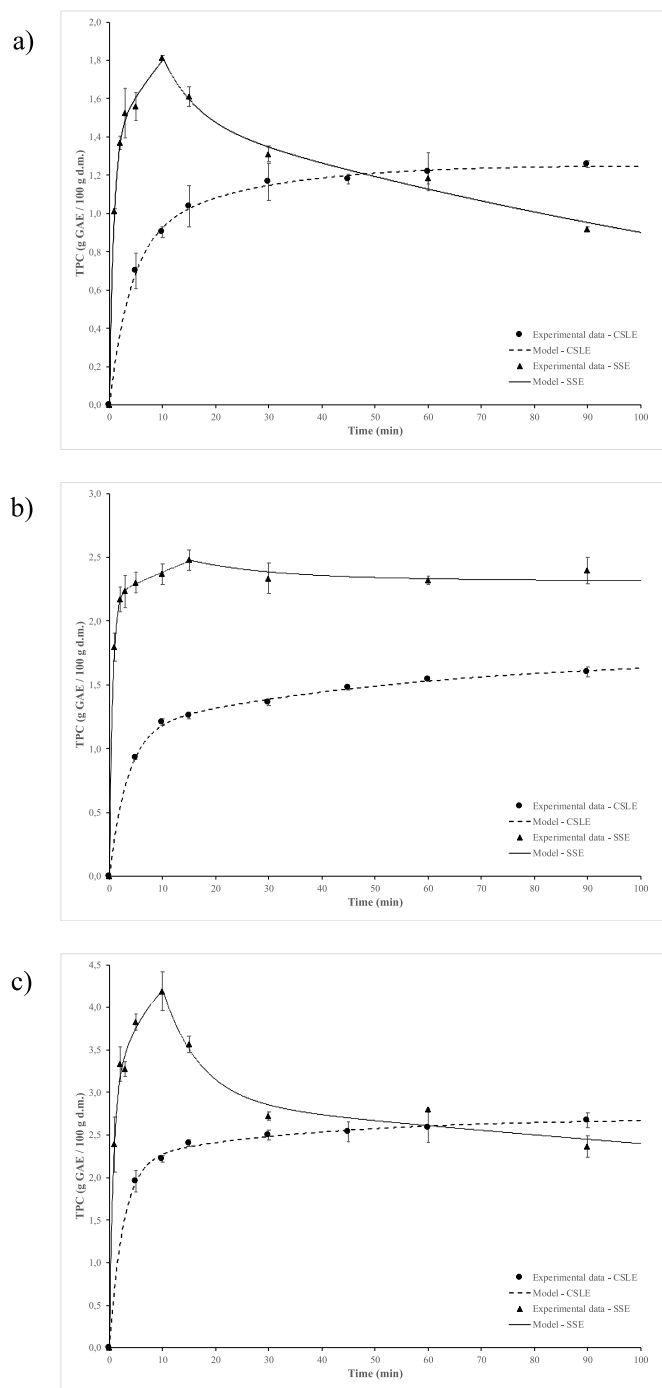 a)
2,0
1,8
1,6
1,4
1,2
1,0
0,8
0,6
0,4
0,2
0,0
TPC (g GAE / 100 g d.m.)
0 10 20 30 40 50 60 70 80 90 100
Time (min)
Experimental data - CSLE
Model - CSLE
Experimental data - SSE
Model - SSE
b)
3,0
2,5
2,0
1,5
1,0
0,5
0,0
TPC (g GAE / 100 g d.m.)
0 10 20 30 40 50 60 70 80 90 100
Time (min)
Experimental data - CSLE
Model - CSLE
Experimental data - SSE
Model - SSE
c)
4,5
4,0
3,5
3,0
2,5
2,0
1,5
1,0
0,5
0,0
TPC (g GAE / 100 g d.m.)
0 10 20 30 40 50 60 70 80 90 100
Time (min)
Experimental data - CSLE
Model - CSLE
Experimental data - SSE
Model - SSE